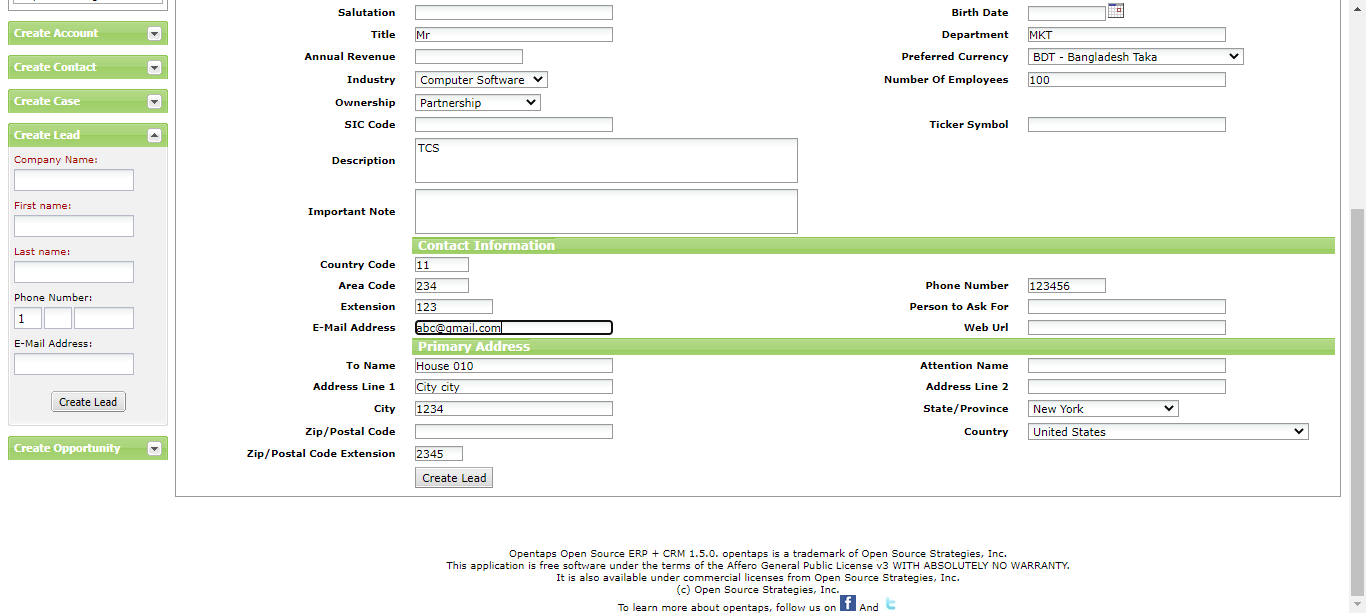 Create Account
Create Contact
Create Case
Create Lead
Company Name:
First name:
Last name:
Phone Number:
1
E-Mail Address:
Create Lead
Create Opportunity
Salutation
Birth Date
Title Mr
Department MKT
Annual Revenue
Preferred Currency BDT - Bangladesh Taka
Industry Computer Software
Number Of Employees 100
Ownership Partnership
SIC Code
Ticker Symbol
Description TCS
Important Note
Contact Information
Country Code 11
Area Code 234
Phone Number 123456
Extension 123
Person to Ask For
E-Mail Address abc@gmail.com
Web Url
Primary Address
To Name House 010
Attention Name
Address Line 1 City city
Address Line 2
City 1234
State/Province New York
Zip/Postal Code
Country United States
Zip/Postal Code Extension 2345
Create Lead
Opentaps Open Source ERP + CRM 1.5.0. opentaps is a trademark of Open Source Strategies, Inc.
This application is free software under the terms of the Affero General Public License v3 WITH ABSOLUTELY NO WARRANTY.
It is also available under commercial licenses from Open Source Strategies, Inc.
(c) Open Source Strategies, Inc.
To learn more about opentaps, follow us on f And t